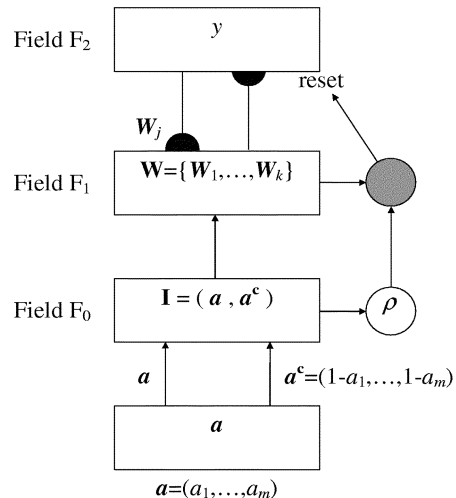 Field F₂
y
reset
Wⱼ
W={W₁,...,Wₖ}
Field F₁
I = ( a , aᶜ )
Field F₀
ρ
a
aᶜ=(1-a₁,...,1-aₘ)
a
a=(a₁,...,aₘ)